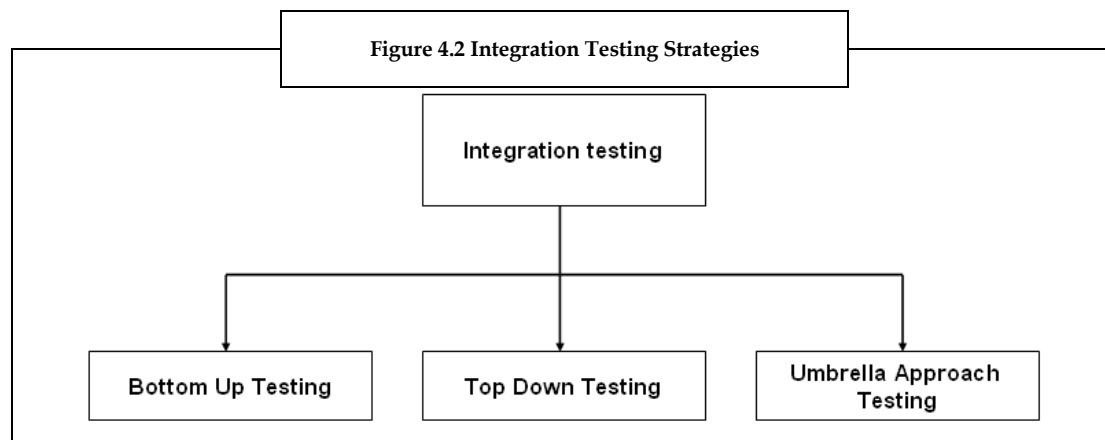 Figure 4.2 Integration Testing Strategies
Integration testing
Bottom Up Testing
Top Down Testing
Umbrella Approach
Testing